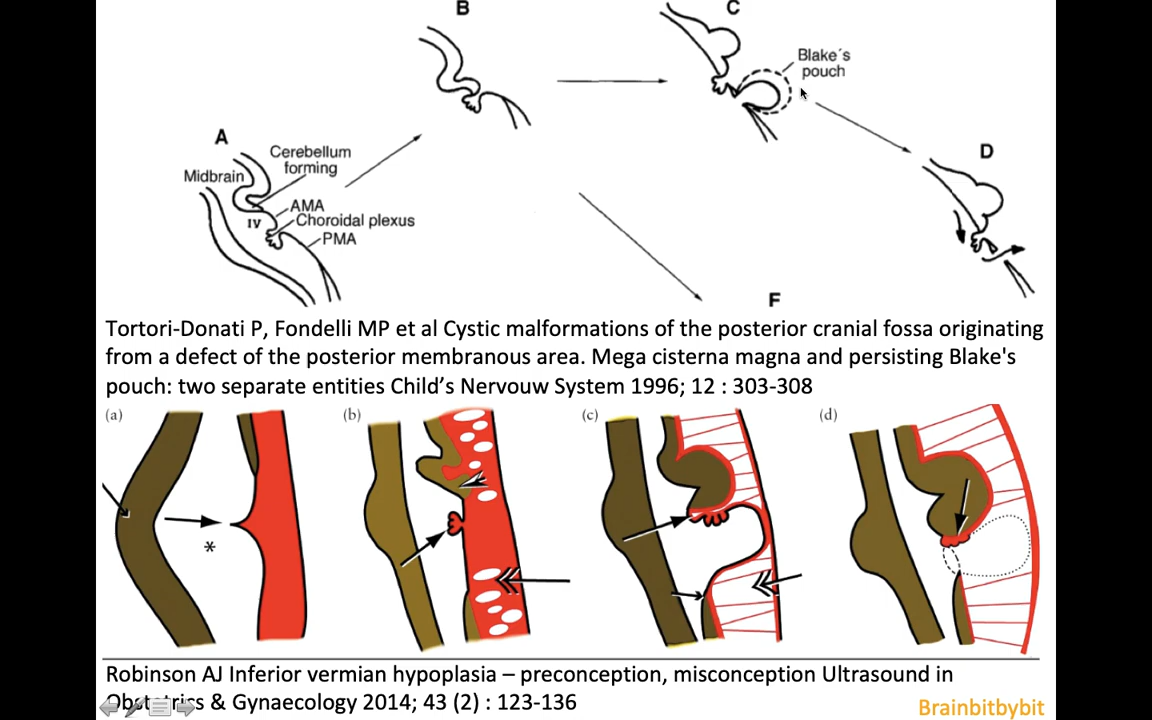 B
C
Blake's
pouch
A
Cerebellum
forming
Midbrain
D
AMA
IV
Choroidal plexus
PMA
F
Tortori-Donati P, Fondelli MP et al Cystic malformations of the posterior cranial fossa originating
from a defect of the posterior membranous area. Mega cisterna magna and persisting Blake's
pouch: two separate entities Child's Nervouw System 1996; 12 : 303-308
(a)
(b)
(c)
(d)
*
Robinson AJ Inferior vermian hypoplasia – preconception, misconception Ultrasound in
Obstetrics & Gynaecology 2014; 43 (2) : 123-136
Brainbitbybit